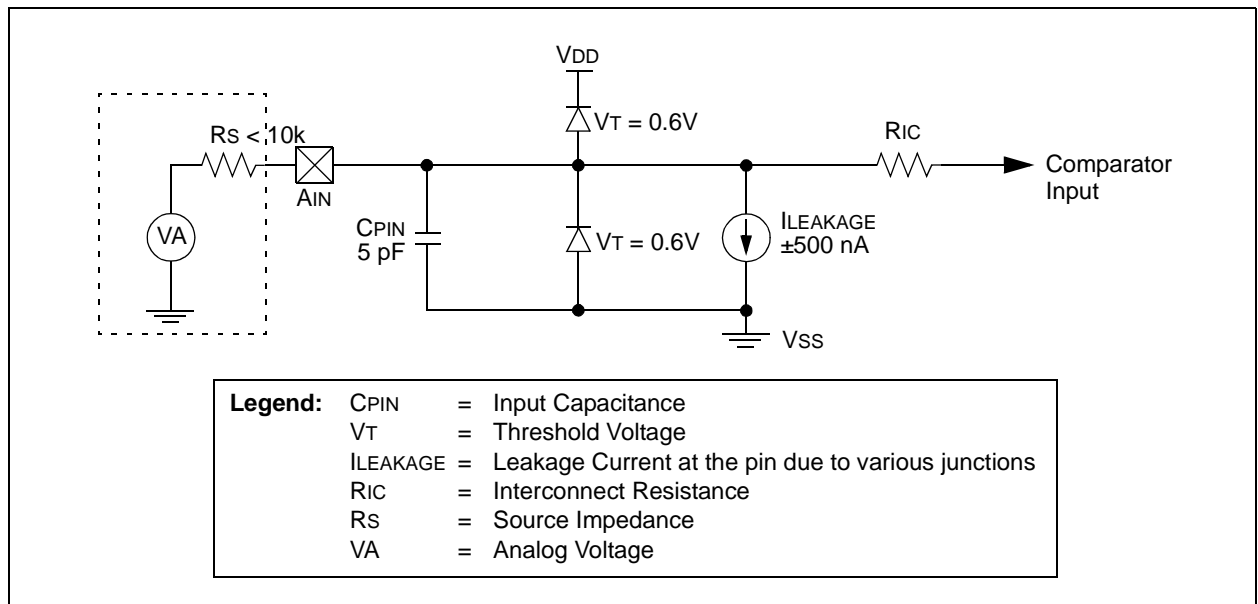 VDD
VT = 0.6V
RS < 10k
RIC
AIN
Comparator
Input
VA
CPIN
5 pF
VT = 0.6V
ILEAKAGE
±500 nA
VSS
Legend: CPIN = Input Capacitance
VT = Threshold Voltage
ILEAKAGE = Leakage Current at the pin due to various junctions
RIC = Interconnect Resistance
RS = Source Impedance
VA = Analog Voltage